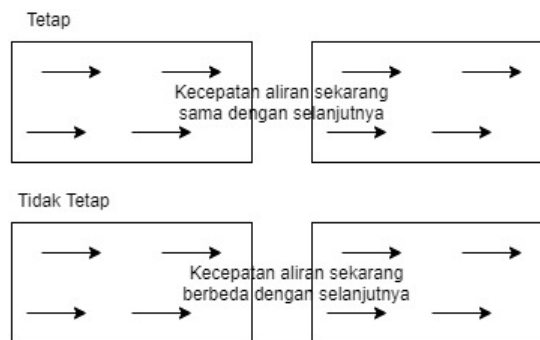 Tetap
Kecepatan aliran sekarang
sama dengan selanjutnya
Tidak Tetap
Kecepatan aliran sekarang
berbeda dengan selanjutnya